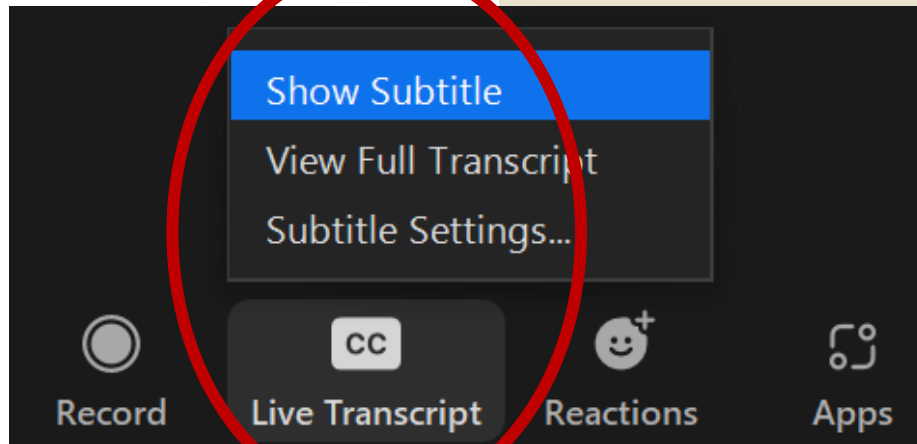 Show Subtitle
View Full Transcript
Subtitle Settings...
CC
Record Live Transcript Reactions Apps